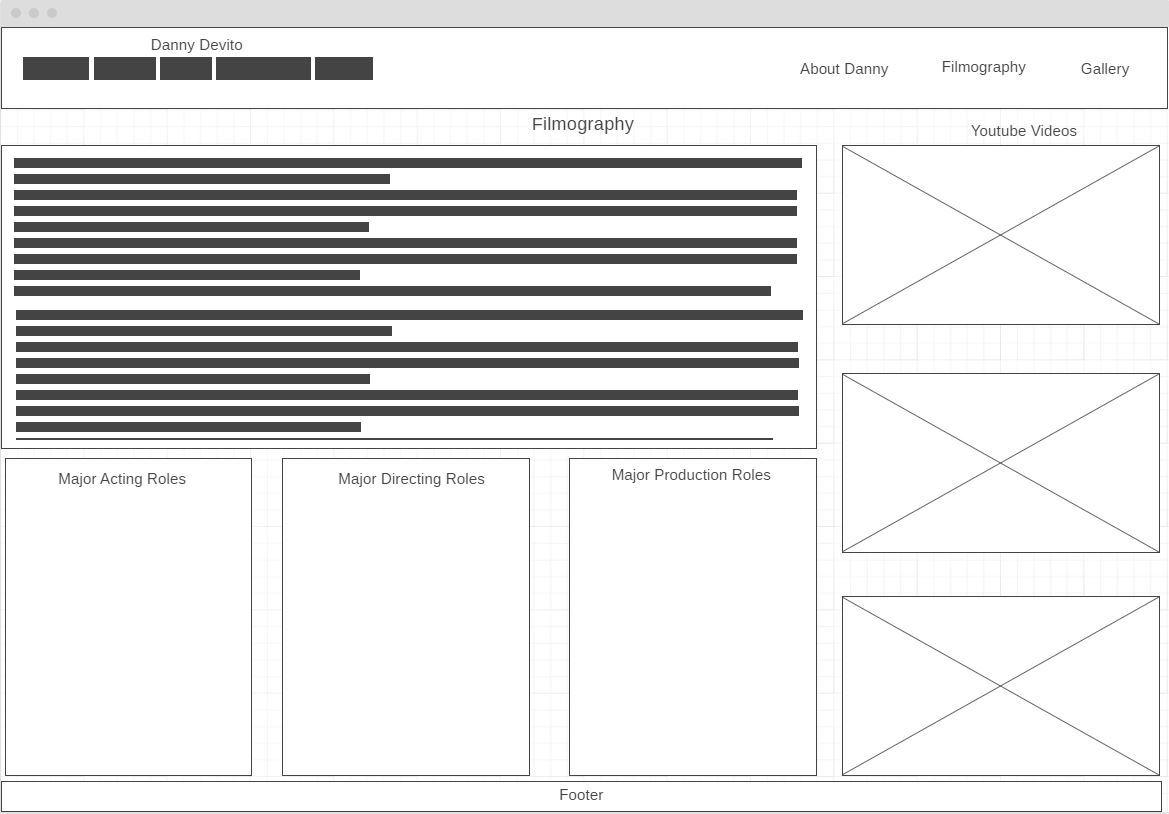 Danny Devito
About Danny
Filmography
Gallery
Filmography
Youtube Videos
Major Acting Roles
Major Directing Roles
Major Production Roles
Footer